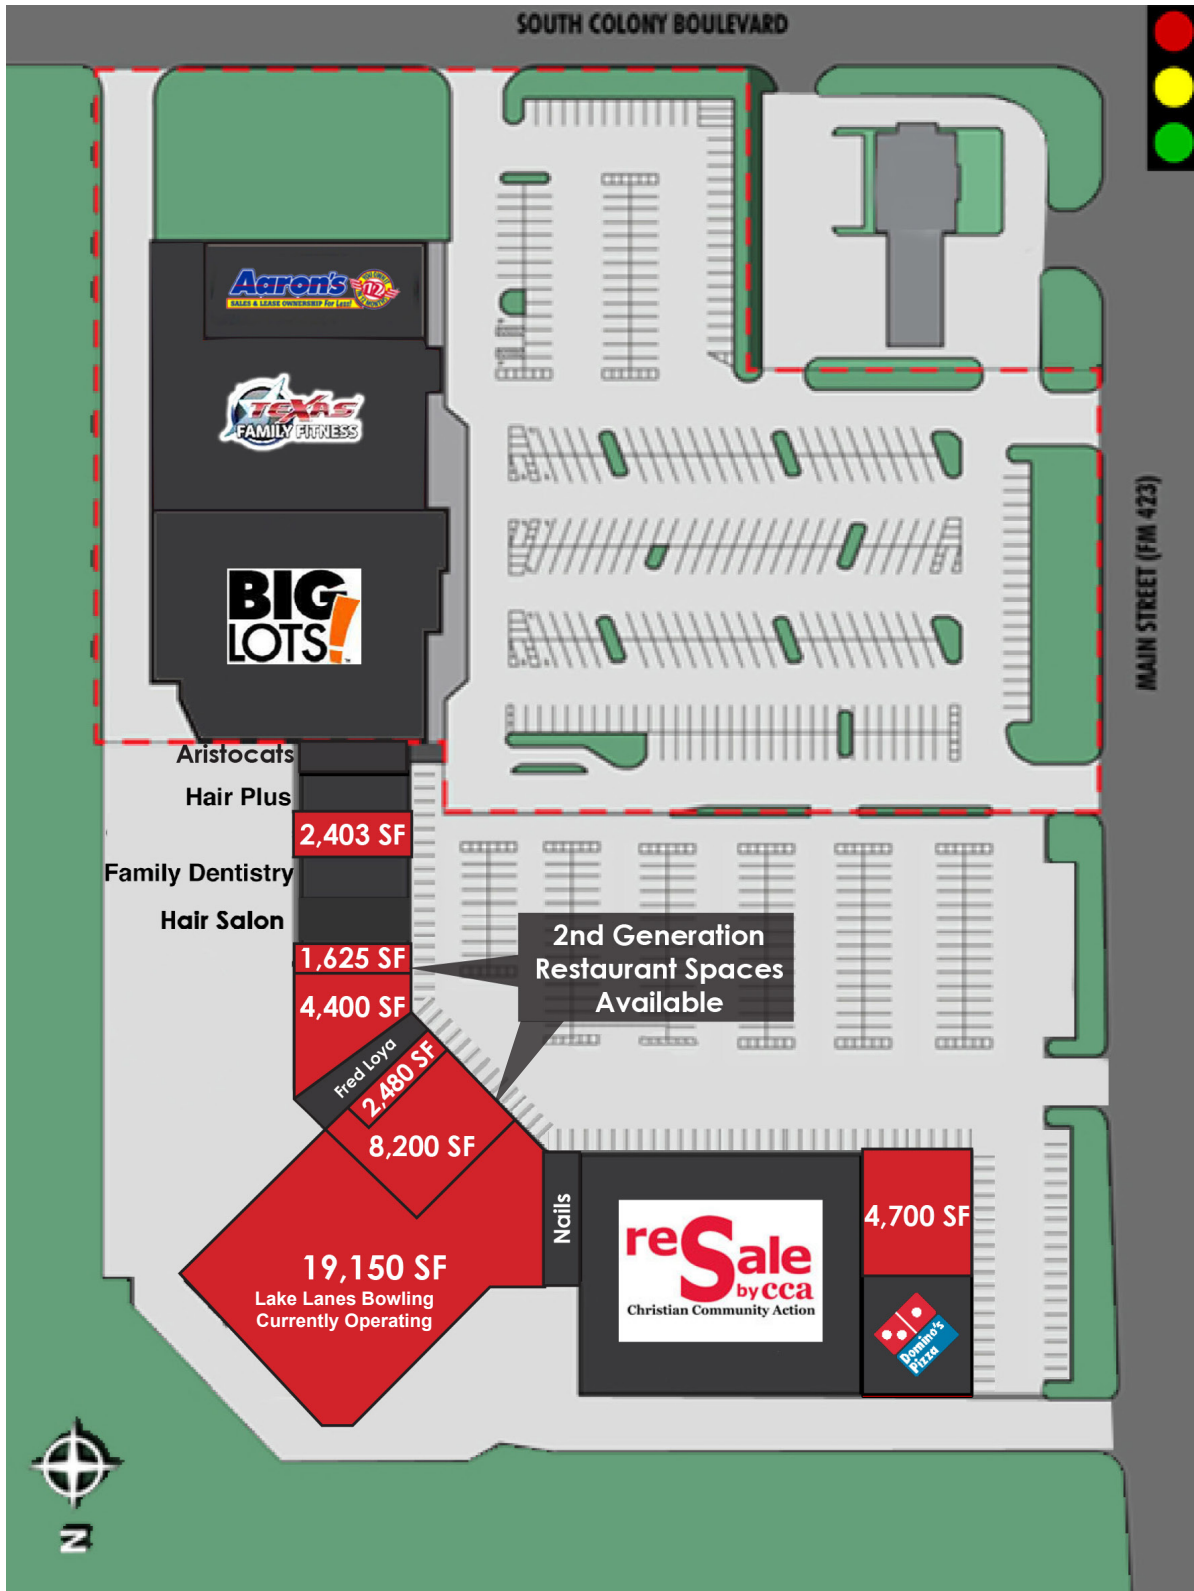 SOUTH COLONY BOULEVARD
Aaron's
SALES & LEASE OWNERSHIP For Less!
TEXAS
FAMILY FITNESS
MAIN STREET (FM 423)
BIG
LOTS!
Aristocats
Hair Plus
2,403 SF
Family Dentistry
Hair Salon
1,625 SF
4,400 SF
2nd Generation
Restaurant Spaces
Available
Fred Loya
2,480 SF
8,200 SF
19,150 SF
Lake Lanes Bowling
Currently Operating
Nails
reSale
by cca
Christian Community Action
4,700 SF
Domino's
Pizza
N